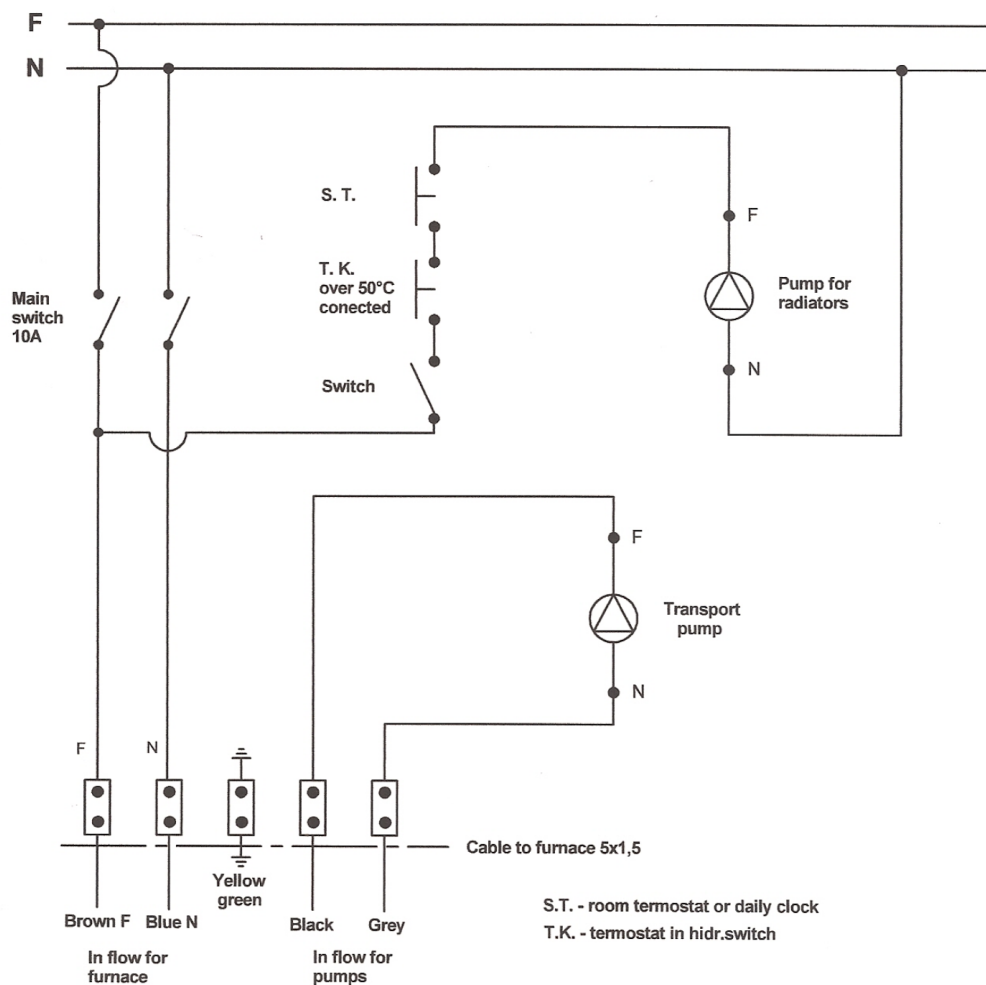 F
N
S. T.
T. K.
over 50°C
conected
Main
switch
10A
Switch
F
Pump for
radiators
N
F
Transport
pump
N
F
N
Cable to furnace 5x1,5
Yellow
green
Brown F
Blue N
Black
Grey
In flow for
furnace
In flow for
pumps
S.T. - room termostat or daily clock
T.K. - termostat in hidr.switch